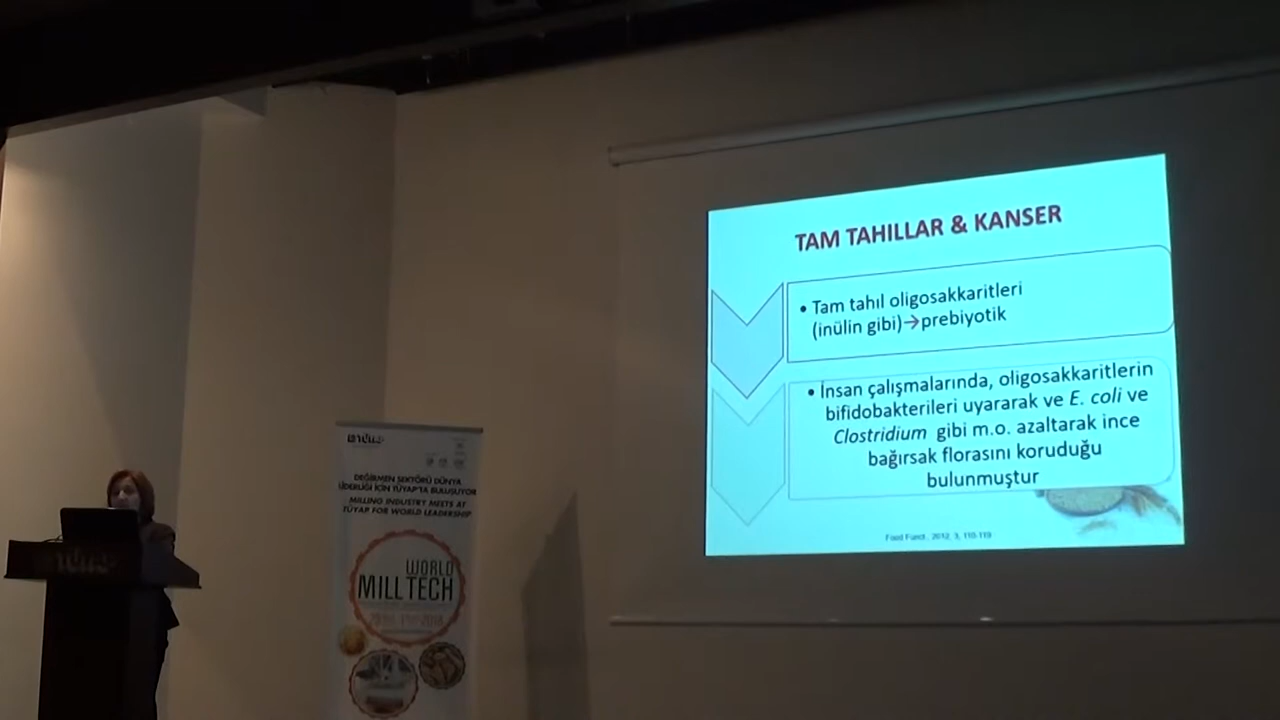 TAM TAHILLAR & KANSER
• Tam tahıl oligosakkaritleri
(inülin gibi)→prebiyotik
• İnsan çalışmalarında, oligosakkaritlerin
bifidobakterileri uyararak ve E. coli ve
Clostridium gibi m.o. azaltarak ince
bağırsak florasını koruduğu
bulunmuştur
Food Funct., 2012, 3, 110-119
TÜYAP
DEĞİRMEN SEKTÖRÜ DÜNYA
LİDERLİĞİ İÇİN TÜYAP'TA BULUŞUYOR
MILLING INDUSTRY MEETS AT
TÜYAP FOR WORLD LEADERSHIP
WORLD
MILLTECH